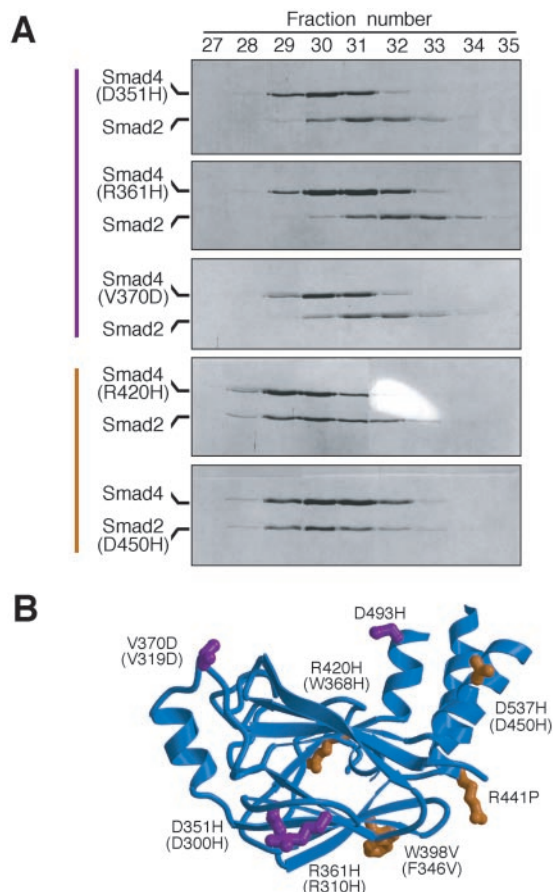 A
Fraction number
27 28 29 30 31 32 33 34 35
Smad4
(D351H)
Smad2
Smad4
(R361H)
Smad2
Smad4
(V370D)
Smad2
Smad4
(R420H)
Smad2
Smad4
Smad2
(D450H)
B
D493H
V370D
(V319D)
R420H
(W368H)
D537H
(D450H)
R441P
D351H
(D300H)
W398V
(F346V)
R361H
(R310H)